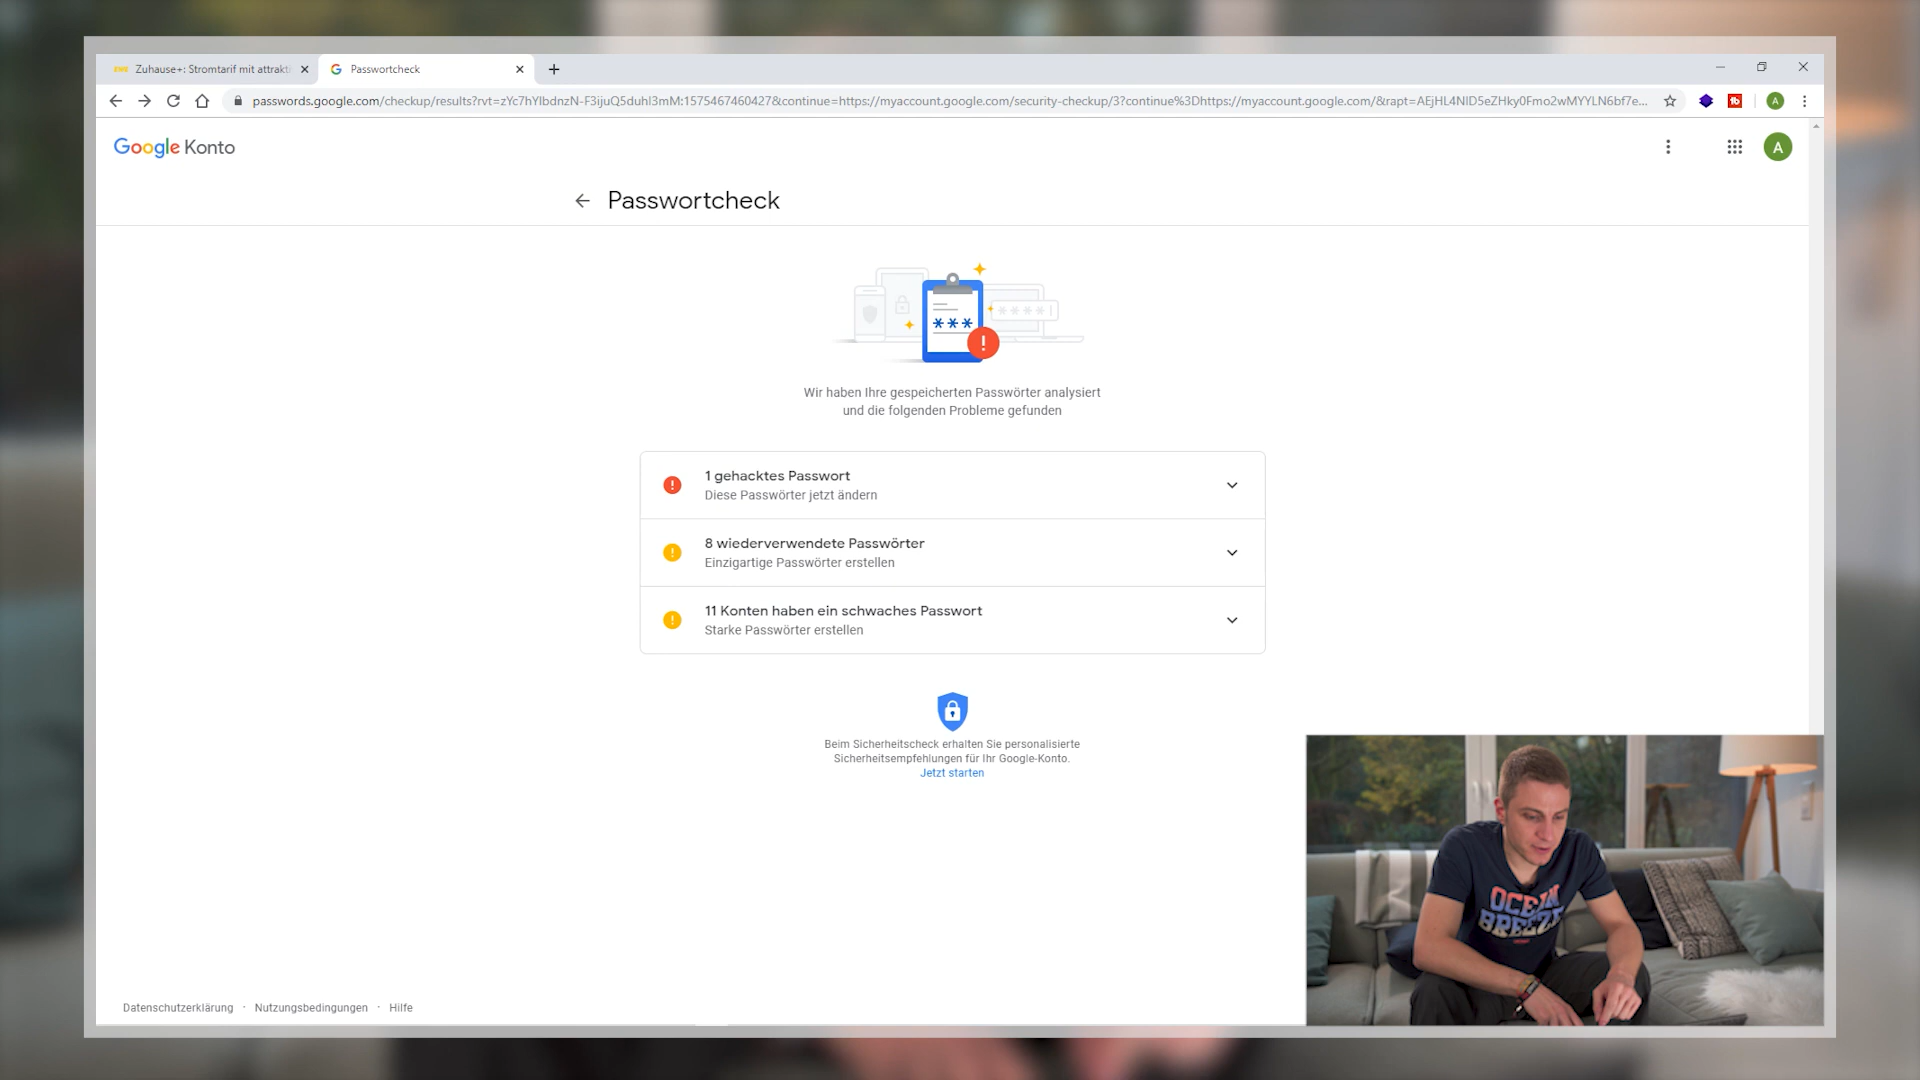 Zuhause+: Stromtarif mit attrakti
Passwortcheck
passwords.google.com/checkup/results?rvt=zYc7hYlbdnzN-F3ijuQ5duhl3mM:1575467460427&continue=https://myaccount.google.com/security-checkup/3?continue%3Dhttps://myaccount.google.com/&rapt=AEjHL4NlD5eZHky0Fmo2wMYYLN6bf7e...
A
Google Konto
A
Passwortcheck
Wir haben Ihre gespeicherten Passwörter analysiert
und die folgenden Probleme gefunden
1 gehacktes Passwort
Diese Passwörter jetzt ändern
8 wiederverwendete Passwörter
Einzigartige Passwörter erstellen
11 Konten haben ein schwaches Passwort
Starke Passwörter erstellen
Beim Sicherheitscheck erhalten Sie personalisierte
Sicherheitsempfehlungen für Ihr Google-Konto.
Jetzt starten
OCEAN
BREEZE
Datenschutzerklärung · Nutzungsbedingungen · Hilfe